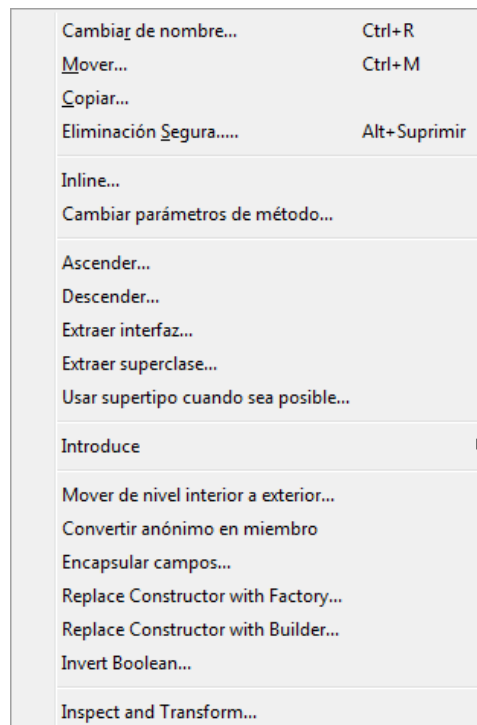 Cambiar de nombre... Ctrl+R
Mover... Ctrl+M
Copiar...
Eliminación Segura..... Alt+Suprimir
Inline...
Cambiar parámetros de método...
Ascender...
Descender...
Extraer interfaz...
Extraer superclase...
Usar supertipo cuando sea posible...
Introduce
Mover de nivel interior a exterior...
Convertir anónimo en miembro
Encapsular campos...
Replace Constructor with Factory...
Replace Constructor with Builder...
Invert Boolean...
Inspect and Transform...